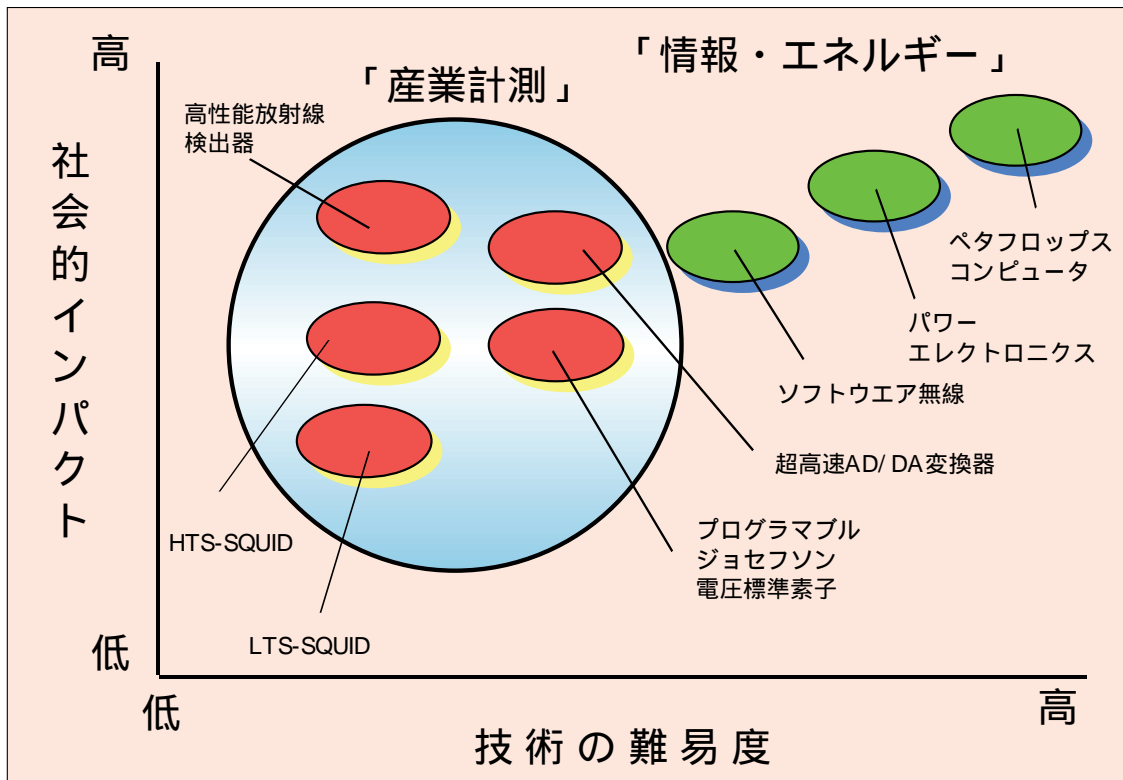 「情報・エネルギー」
「産業計測」
高
高性能放射線
検出器
社会的インパクト
ペタフロップス
コンピュータ
パワー
エレクトロニクス
ソフトウエア無線
超高速AD/ DA変換器
プログラマブル
ジョセフソン
電圧標準素子
HTS-SQUID
LTS-SQUID
低
低
高
技術の難易度